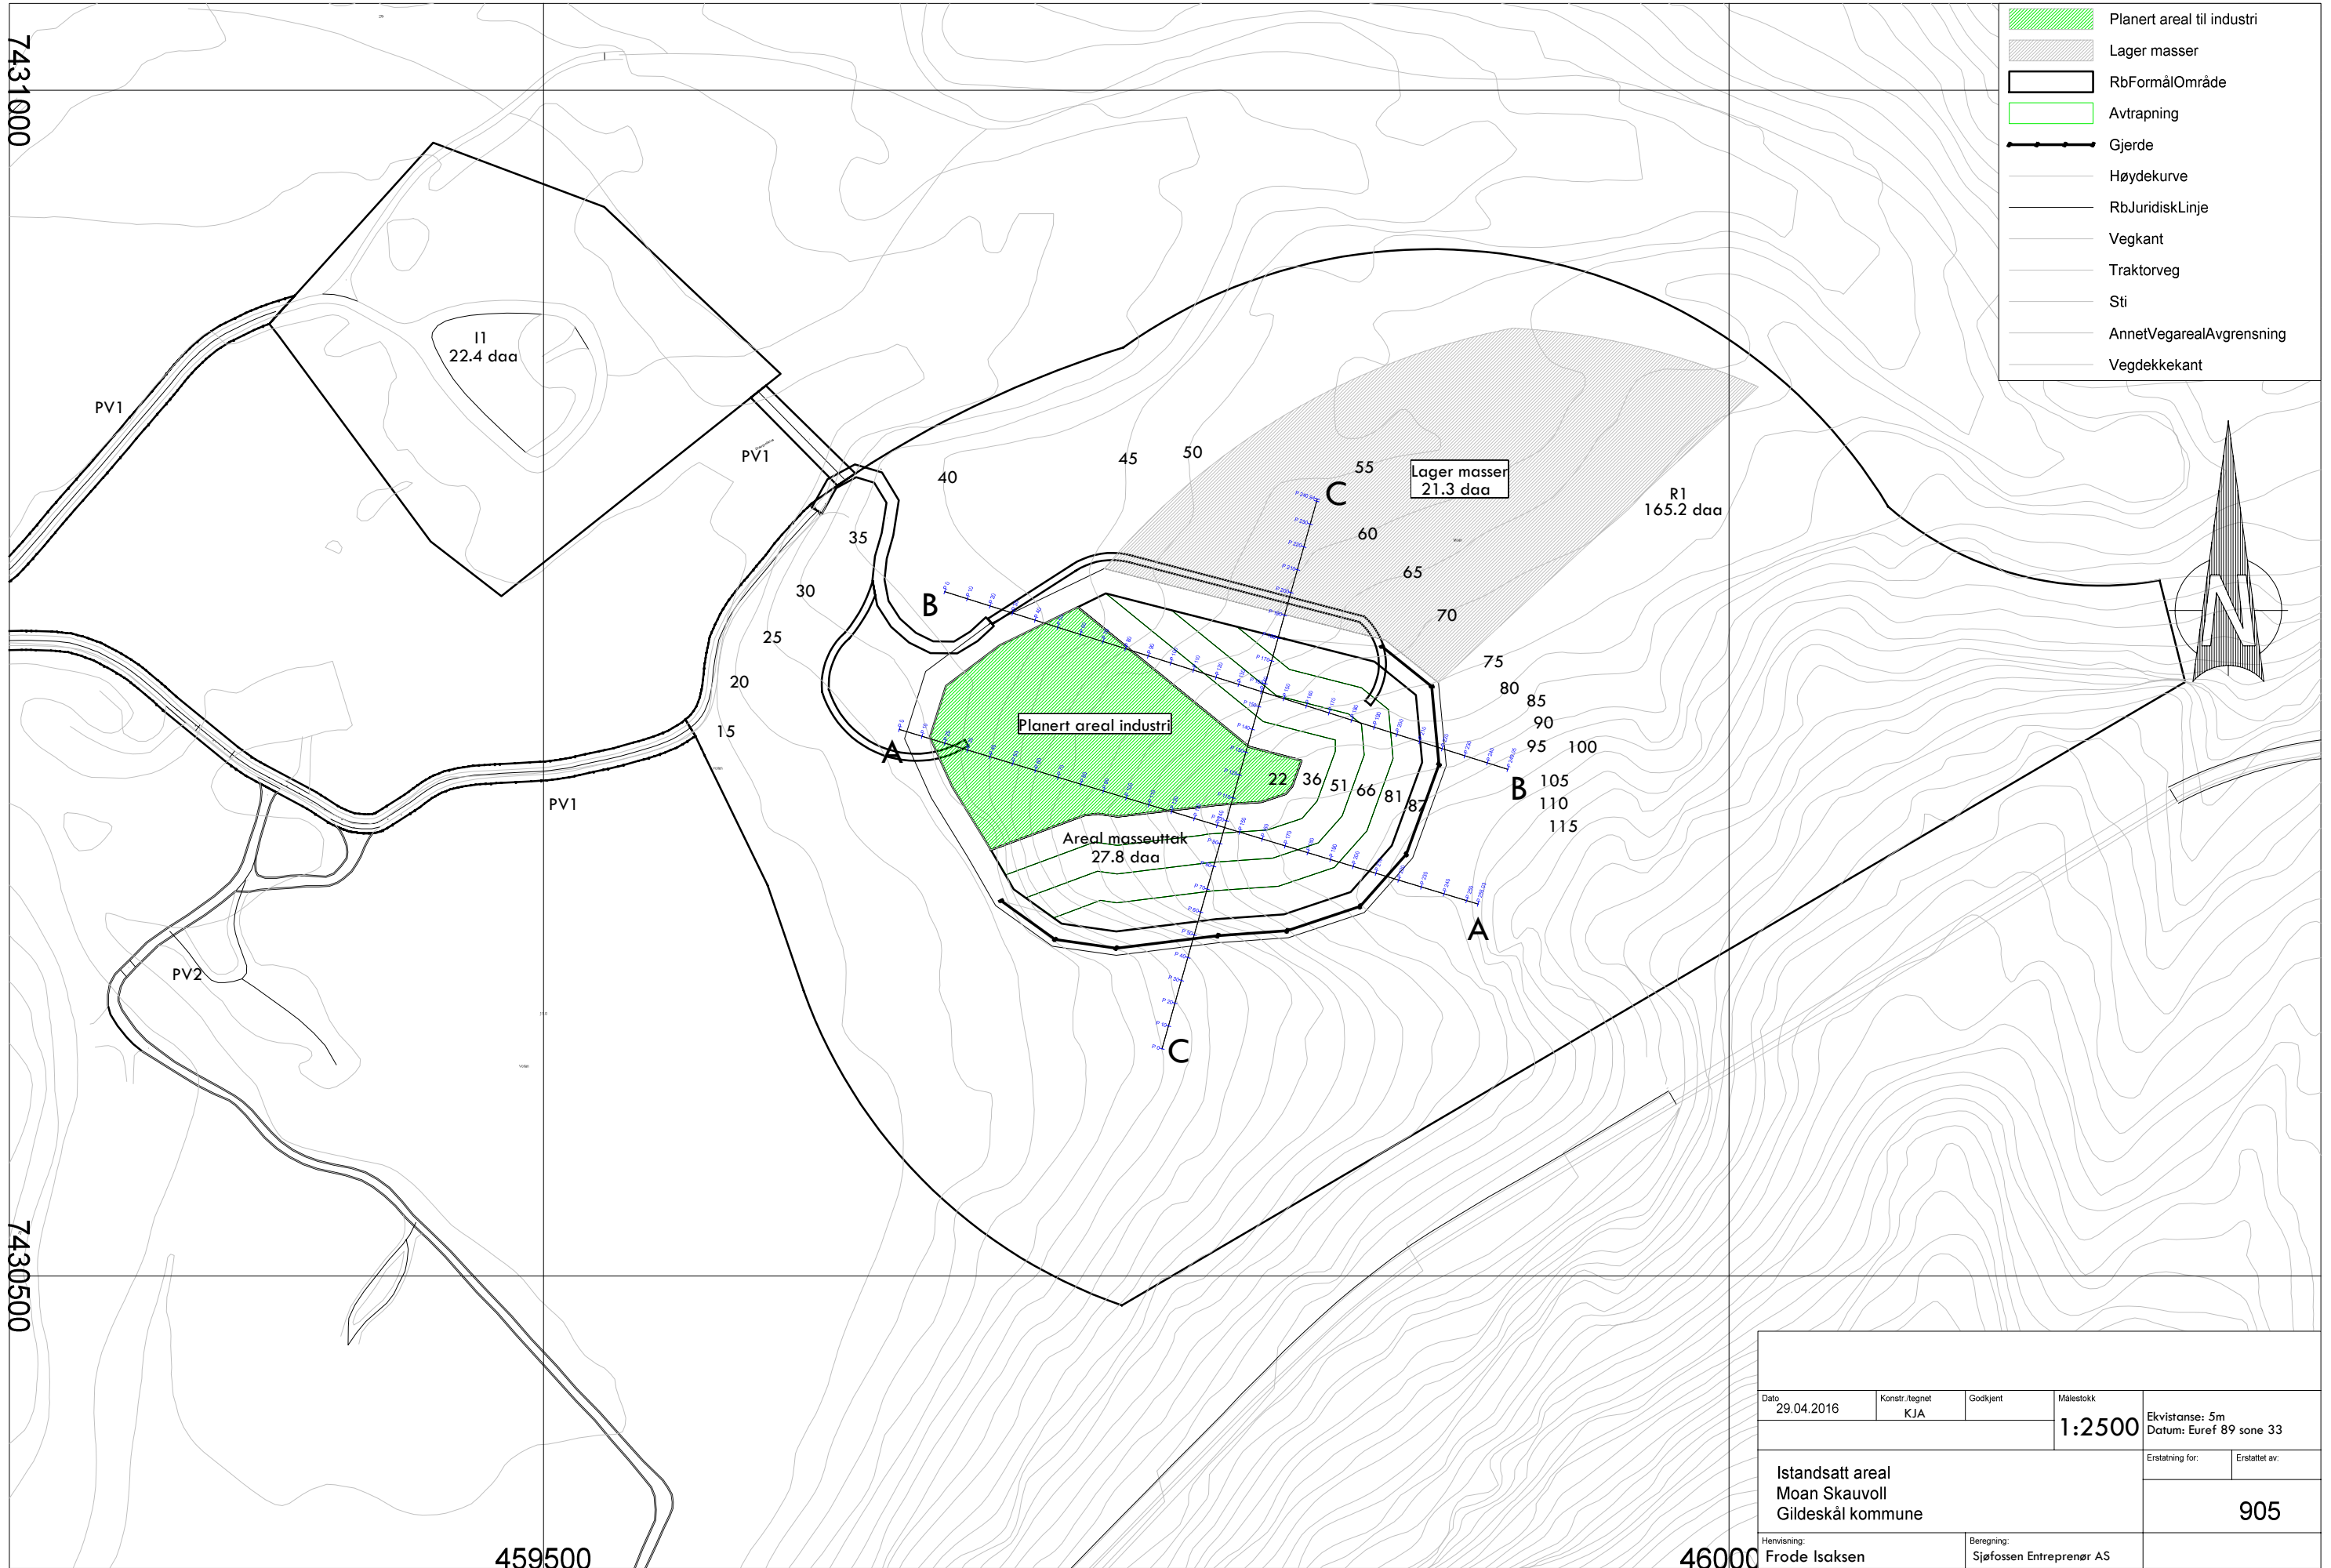 Planert areal til industri
Lager masser
RbFormålOmråde
Avtrapning
Gjerde
Høydekurve
RbJuridiskLinje
Vegkant
Traktorveg
Sti
AnnetVegarealAvgrensning
Vegdekkekant
7431000
I1
22.4 daa
PV1
PV1
40
45
50
55
Lager masser
21.3 daa
C
R1
165.2 daa
60
35
65
30
B
70
25
75
20
80
85
Planert areal industri
90
15
95
100
A
22
36
51
66
81
87
B
105
110
115
PV1
Areal masseuttak
27.8 daa
A
PV2
C
N
7430500
459500
46000
Dato
29.04.2016
Konstr./tegnet
KJA
Godkjent
Målestokk
1:2500
Ekvistanse: 5m
Datum: Euref 89 sone 33
Istandsatt areal
Moan Skauvoll
Gildeskål kommune
Erstatning for:
Erstattet av:
905
Henvisning:
Frode Isaksen
Beregning:
Sjøfossen Entreprenør AS